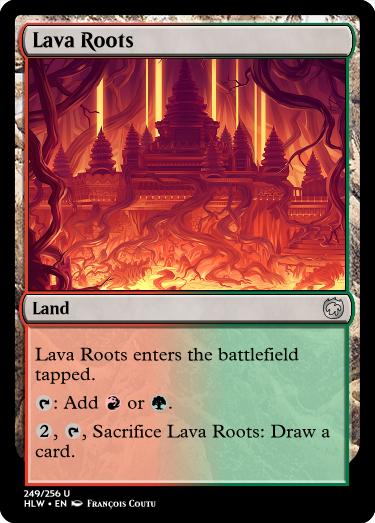 Lava Roots
Land
Lava Roots enters the battlefield
tapped.
: Add or .
2, , Sacrifice Lava Roots: Draw a
card.
249/256 U
HLW • EN François Coutu